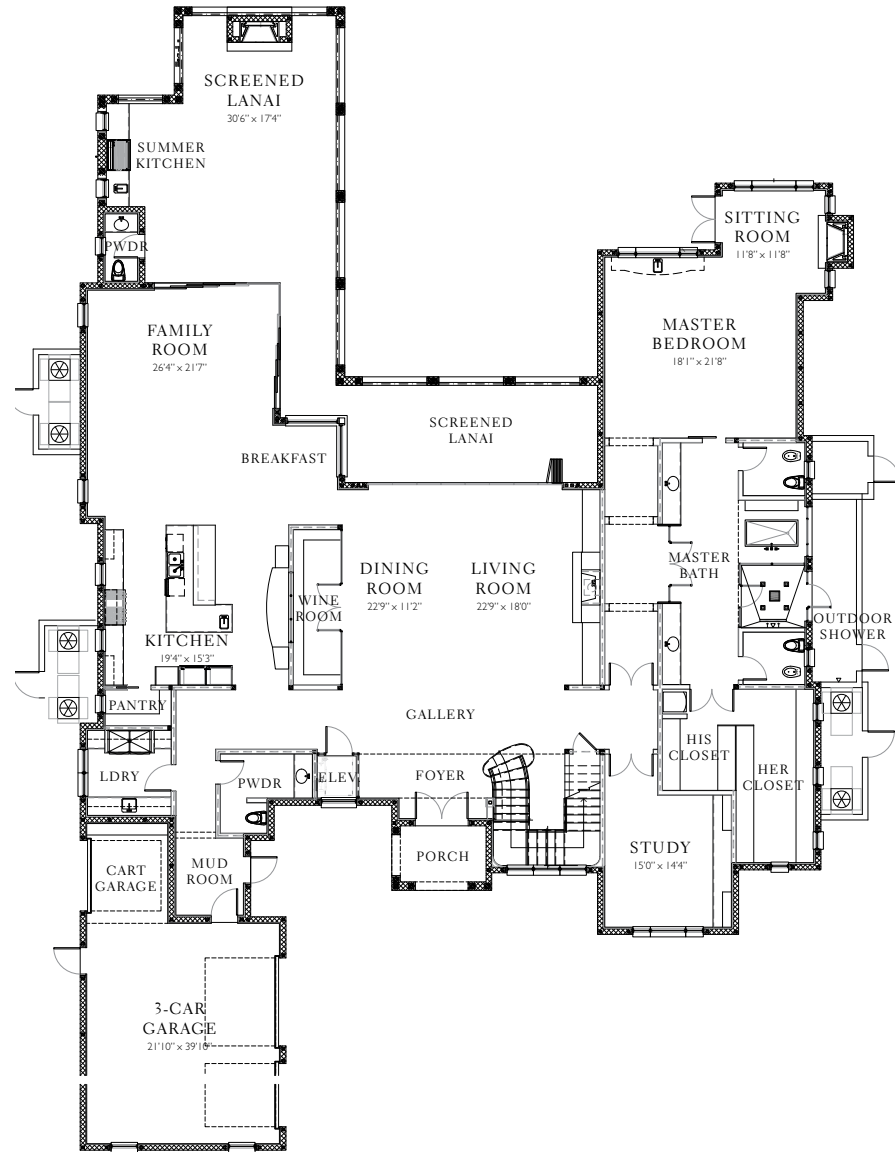 SCREENED
LANAI
30'6" x 17'4"
SUMMER
KITCHEN
PWDR
SITTING
ROOM
11'8" x 11'8"
FAMILY
ROOM
26'4" x 21'7"
MASTER
BEDROOM
18'1" x 21'8"
SCREENED
LANAI
BREAKFAST
DINING
ROOM
22'9" x 11'2"
LIVING
ROOM
22'9" x 18'0"
MASTER
BATH
WINE
ROOM
OUTDOOR
SHOWER
KITCHEN
19'4" x 15'3"
PANTRY
GALLERY
HIS
CLOSET
LDRY
PWDR
ELEV
FOYER
HER
CLOSET
CART
GARAGE
MUD
ROOM
PORCH
STUDY
15'0" x 14'4"
3-CAR
GARAGE
21'10" x 39'10"